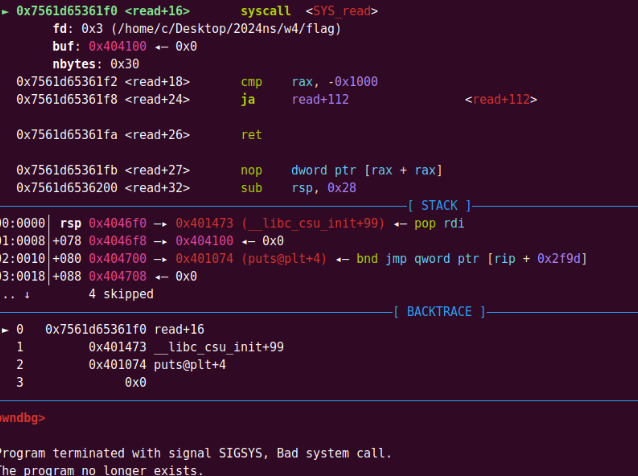 ► 0x7561d65361f0 <read+16> syscall <SYS_read>
fd: 0x3 (/home/c/Desktop/2024ns/w4/flag)
buf: 0x404100 ◂— 0x0
nbytes: 0x30
0x7561d65361f2 <read+18> cmp rax, -0x1000
0x7561d65361f8 <read+24> ja read+112 <read+112>
0x7561d65361fa <read+26> ret
0x7561d65361fb <read+27> nop dword ptr [rax + rax]
0x7561d6536200 <read+32> sub rsp, 0x28
[ STACK ]
00:0000│ rsp 0x4046f0 —▸ 0x401473 (__libc_csu_init+99) ◂— pop rdi
01:0008│+078 0x4046f8 —▸ 0x404100 ◂— 0x0
02:0010│+080 0x404700 —▸ 0x401074 (puts@plt+4) ◂— bnd jmp qword ptr [rip + 0x2f9d]
03:0018│+088 0x404708 ◂— 0x0
... ↓ 4 skipped
[ BACKTRACE ]
► 0 0x7561d65361f0 read+16
1 0x401473 __libc_csu_init+99
2 0x401074 puts@plt+4
3 0x0
pwndbg>
Program terminated with signal SIGSYS, Bad system call.
The program no longer exists.